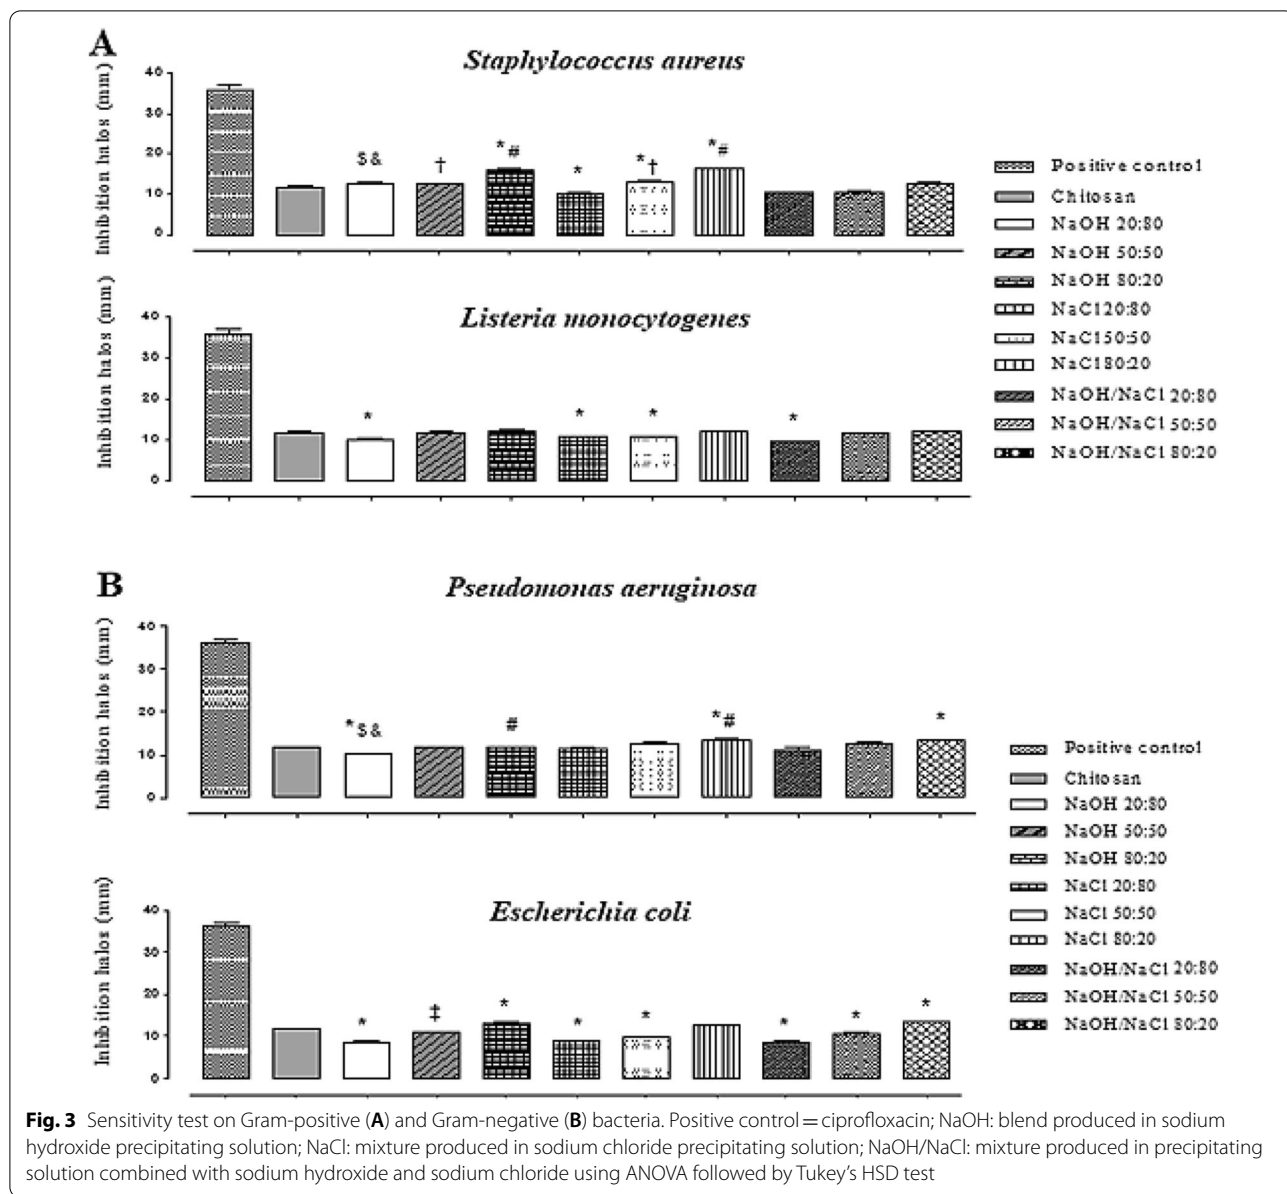 A
Staphylococcus aureus
Inhibition halos (mm)
40
30
20
10
0
$& † *# * *† *#
Positive control
Chitosan
NaOH 20:80
NaOH 50:50
NaOH 80:20
NaCl20:80
NaCl50:50
NaCl80:20
NaOH/NaCl 20:80
NaOH/NaCl 50:50
NaOH/NaCl 80:20
Listeria monocytogenes
Inhibition halos (mm)
40
30
20
10
0
* * * *
B
Pseudomonas aeruginosa
Inhibition halos (mm)
40
30
20
10
0
*$& # *# *
Positive control
Chitosan
NaOH 20:80
NaOH 50:50
NaOH 80:20
NaCl 20:80
NaCl 50:50
NaCl 80:20
NaOH/NaCl 20:80
NaOH/NaCl 50:50
NaOH/NaCl 80:20
Escherichia coli
Inhibition halos (mm)
40
30
20
10
0
* ‡ * * * * * *
Fig. 3 Sensitivity test on Gram-positive (A) and Gram-negative (B) bacteria. Positive control = ciprofloxacin; NaOH: blend produced in sodium
hydroxide precipitating solution; NaCl: mixture produced in sodium chloride precipitating solution; NaOH/NaCl: mixture produced in precipitating
solution combined with sodium hydroxide and sodium chloride using ANOVA followed by Tukey's HSD test